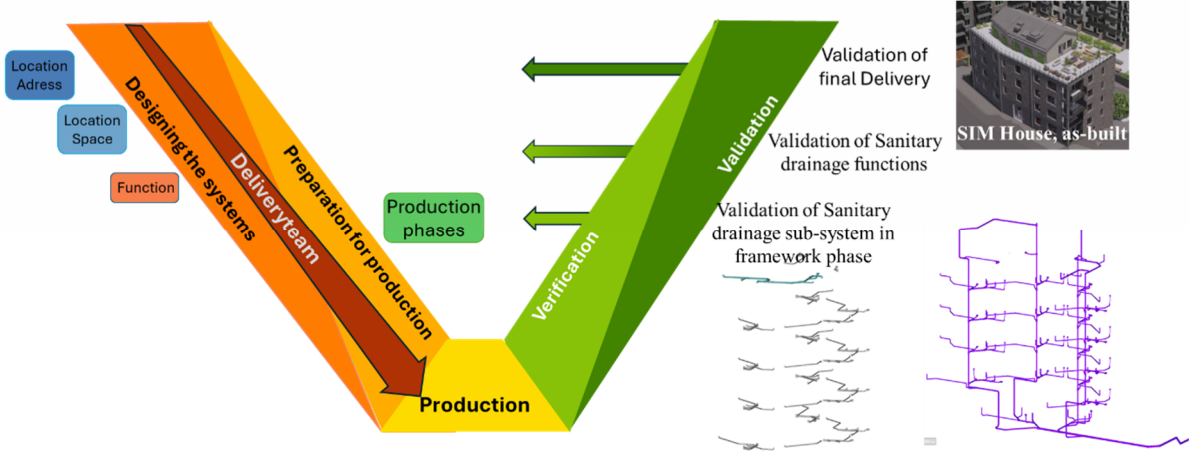 Location
Adress
Location
Space
Function
Designing the systems
Deliveryteam
Preparation for production
Production
phases
Production
Verification
Validation
Validation of
final Delivery
Validation of Sanitary
drainage functions
Validation of Sanitary
drainage sub-system in
framework phase
SIM House, as-built